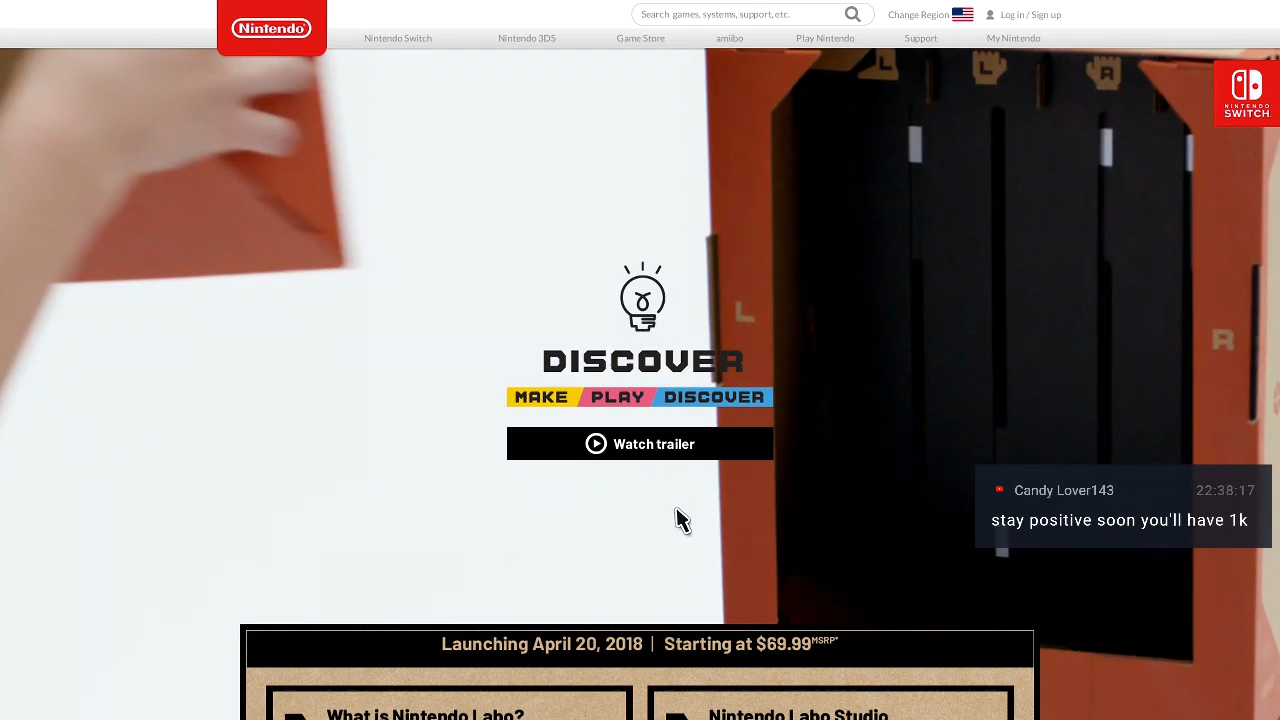 Nintendo
Search games, systems, support, etc.
Change Region
Log in / Sign up
Nintendo Switch
Nintendo 3DS
Game Store
amiibo
Play Nintendo
Support
My Nintendo
L
L
R
NINTENDO
SWITCH
L
R
DISCOVER
MAKE PLAY DISCOVER
Watch trailer
Candy Lover143 22:38:17
stay positive soon you'll have 1k
Launching April 20, 2018 | Starting at $69.99MSRP*
What is Nintendo Labo?
Nintendo Labo Studio